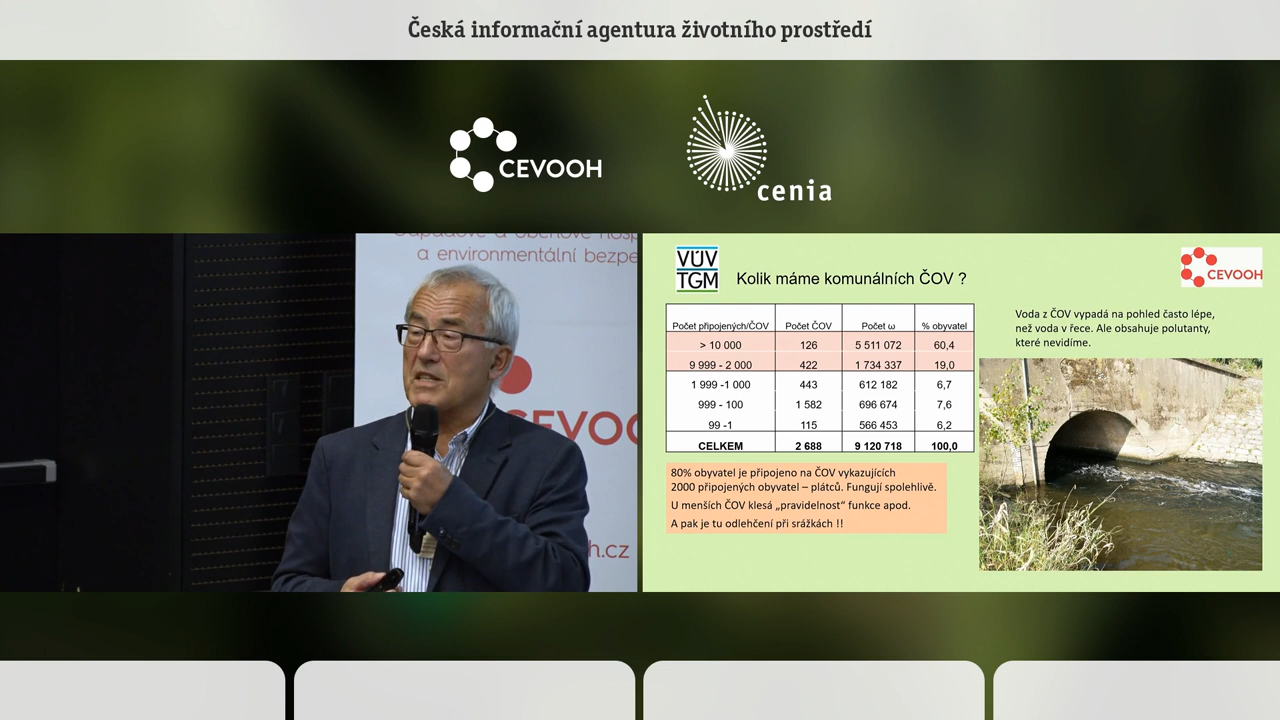 Česká informační agentura životního prostředí
CEVOOH
cenia
a environmentální bezpe
CEVOO
h.cz
VÚV
TGM
Kolik máme komunálních ČOV ?
CEVOOH
Počet připojených/ČOV Počet ČOV Počet ω % obyvatel
> 10 000 126 5 511 072 60,4
9 999 - 2 000 422 1 734 337 19,0
1 999 -1 000 443 612 182 6,7
999 - 100 1 582 696 674 7,6
99 -1 115 566 453 6,2
CELKEM 2 688 9 120 718 100,0
80% obyvatel je připojeno na ČOV vykazujících
2000 připojených obyvatel – plátců. Fungují spolehlivě.
U menších ČOV klesá „pravidelnost“ funkce apod.
A pak je tu odlehčení při srážkách !!
Voda z ČOV vypadá na pohled často lépe,
než voda v řece. Ale obsahuje polutanty,
které nevidíme.